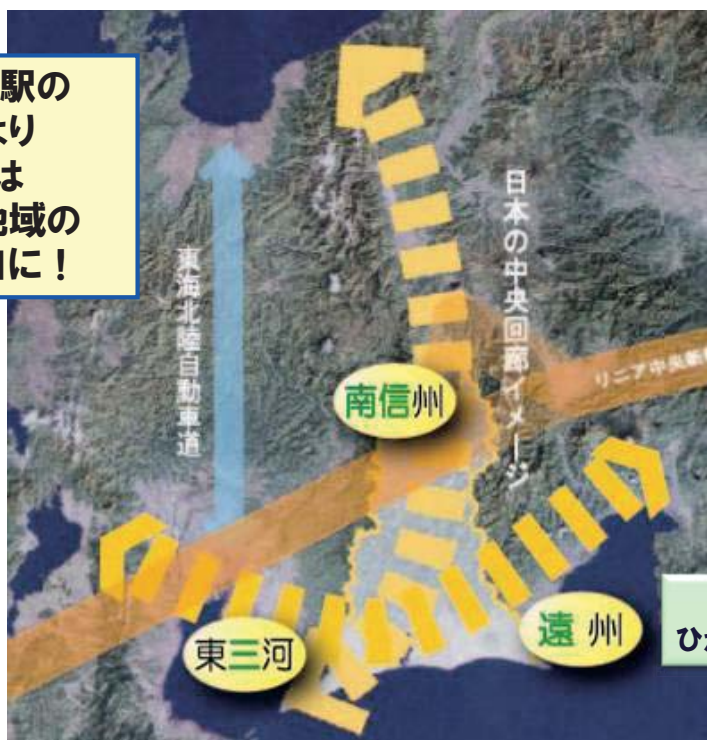 駅の
より
は
地域の
に！
東海北陸自動車道
日本の中央回廊イメージ
リニア中央新
南信州
東三河
遠州
ひ